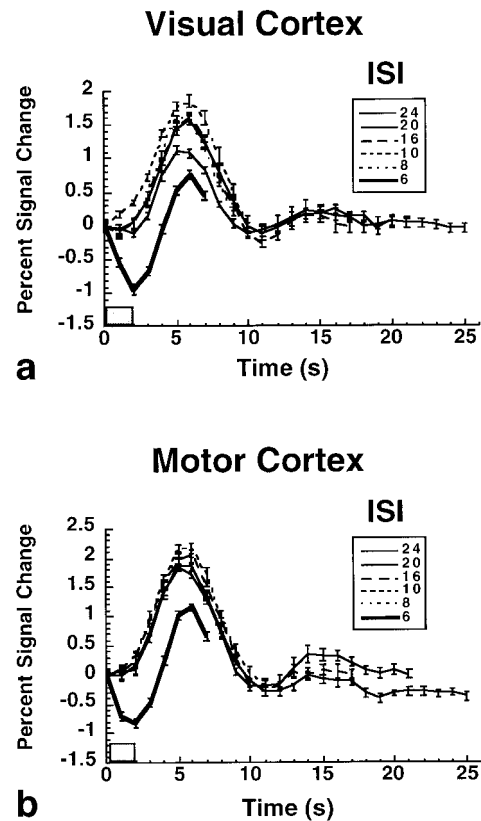 Visual Cortex
ISI
24
20
16
10
8
6
Percent Signal Change
2
1.5
1
0.5
0
-0.5
-1
-1.5
0 5 10 15 20 25
Time (s)
a
Motor Cortex
ISI
24
20
16
10
8
6
Percent Signal Change
2.5
2
1.5
1
0.5
0
-0.5
-1
-1.5
0 5 10 15 20 25
Time (s)
b